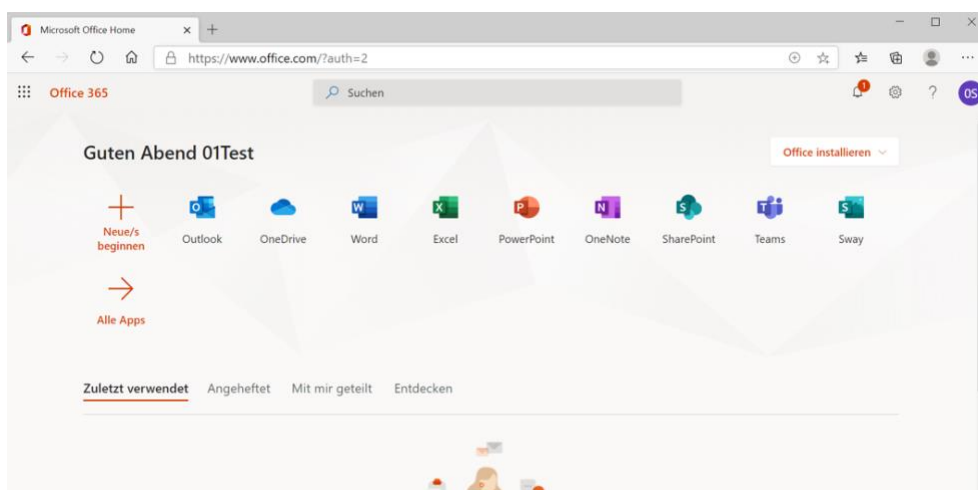 Microsoft Office Home
https://www.office.com/?auth=2
Office 365
Suchen
1
?
OS
Guten Abend 01Test
Office installieren
Neue/s
beginnen
Outlook
OneDrive
Word
Excel
PowerPoint
OneNote
SharePoint
Teams
Sway
Alle Apps
Zuletzt verwendet
Angeheftet
Mit mir geteilt
Entdecken